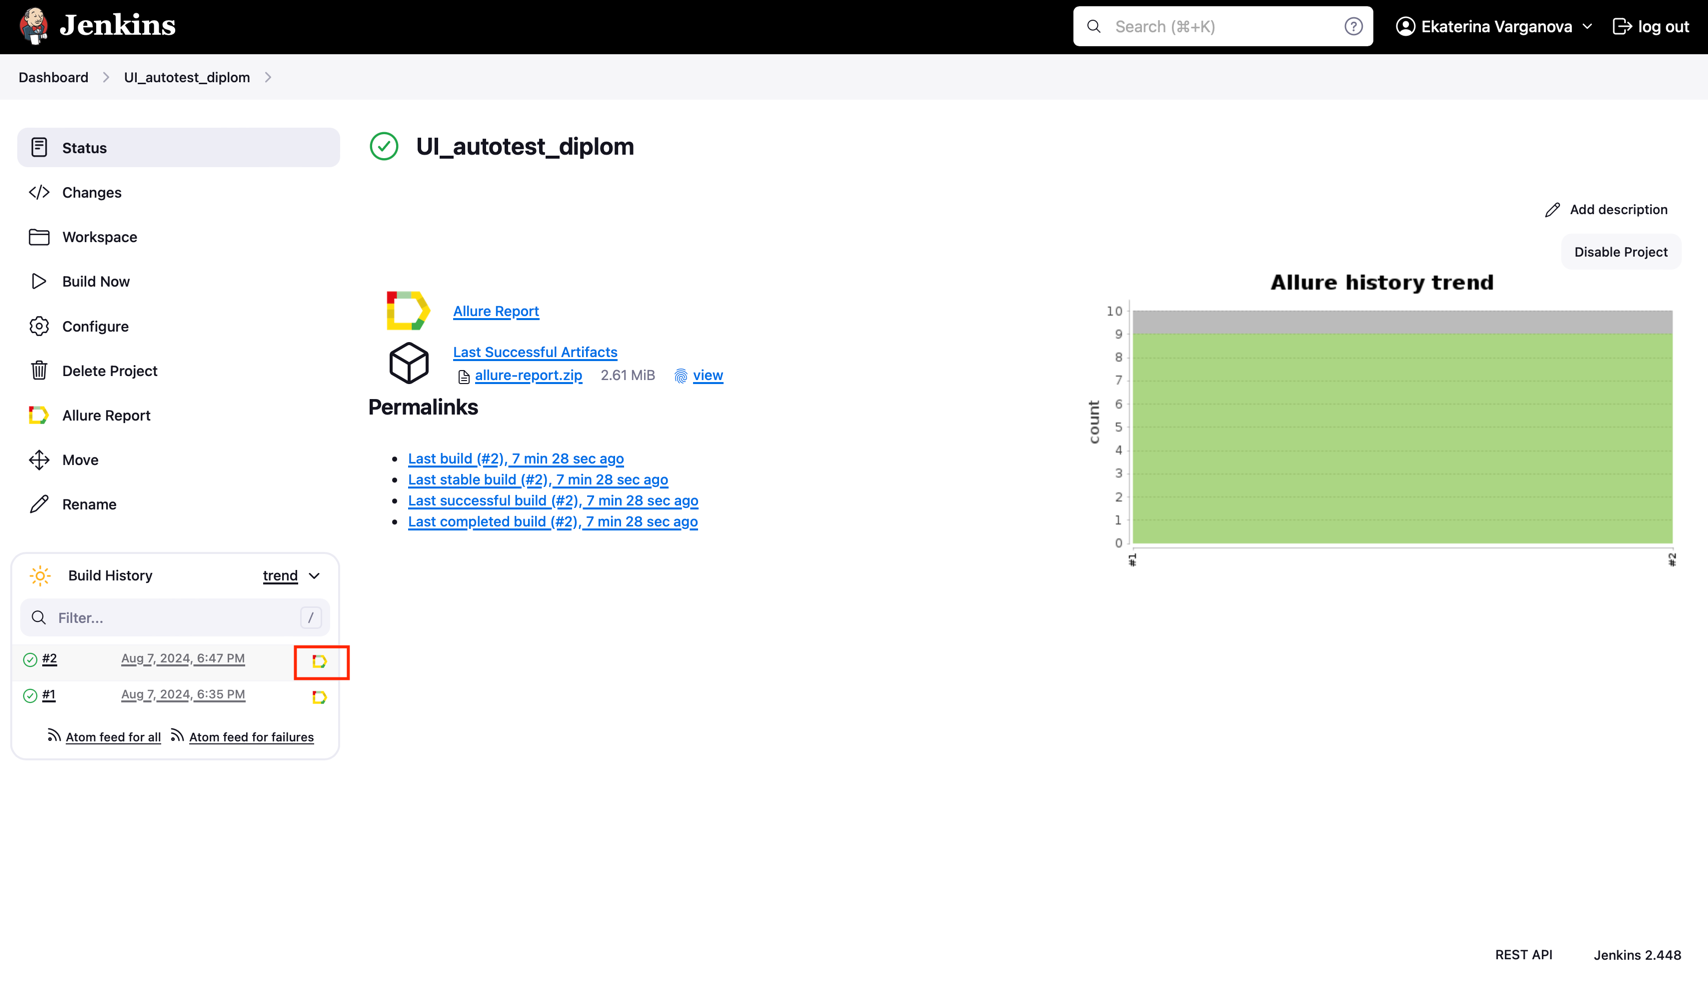 Jenkins
Search (⌘+K)
Ekaterina Varganova
log out
Dashboard
UI_autotest_diplom
Status
Changes
Workspace
Build Now
Configure
Delete Project
Allure Report
Move
Rename
Build History
trend
Filter...
/
#2
Aug 7, 2024, 6:47 PM
#1
Aug 7, 2024, 6:35 PM
Atom feed for all
Atom feed for failures
UI_autotest_diplom
Add description
Disable Project
Allure Report
Last Successful Artifacts
allure-report.zip 2.61 MiB view
Permalinks
Last build (#2), 7 min 28 sec ago
Last stable build (#2), 7 min 28 sec ago
Last successful build (#2), 7 min 28 sec ago
Last completed build (#2), 7 min 28 sec ago
Allure history trend
count
10
9
8
7
6
5
4
3
2
1
0
#1
#2
REST API
Jenkins 2.448